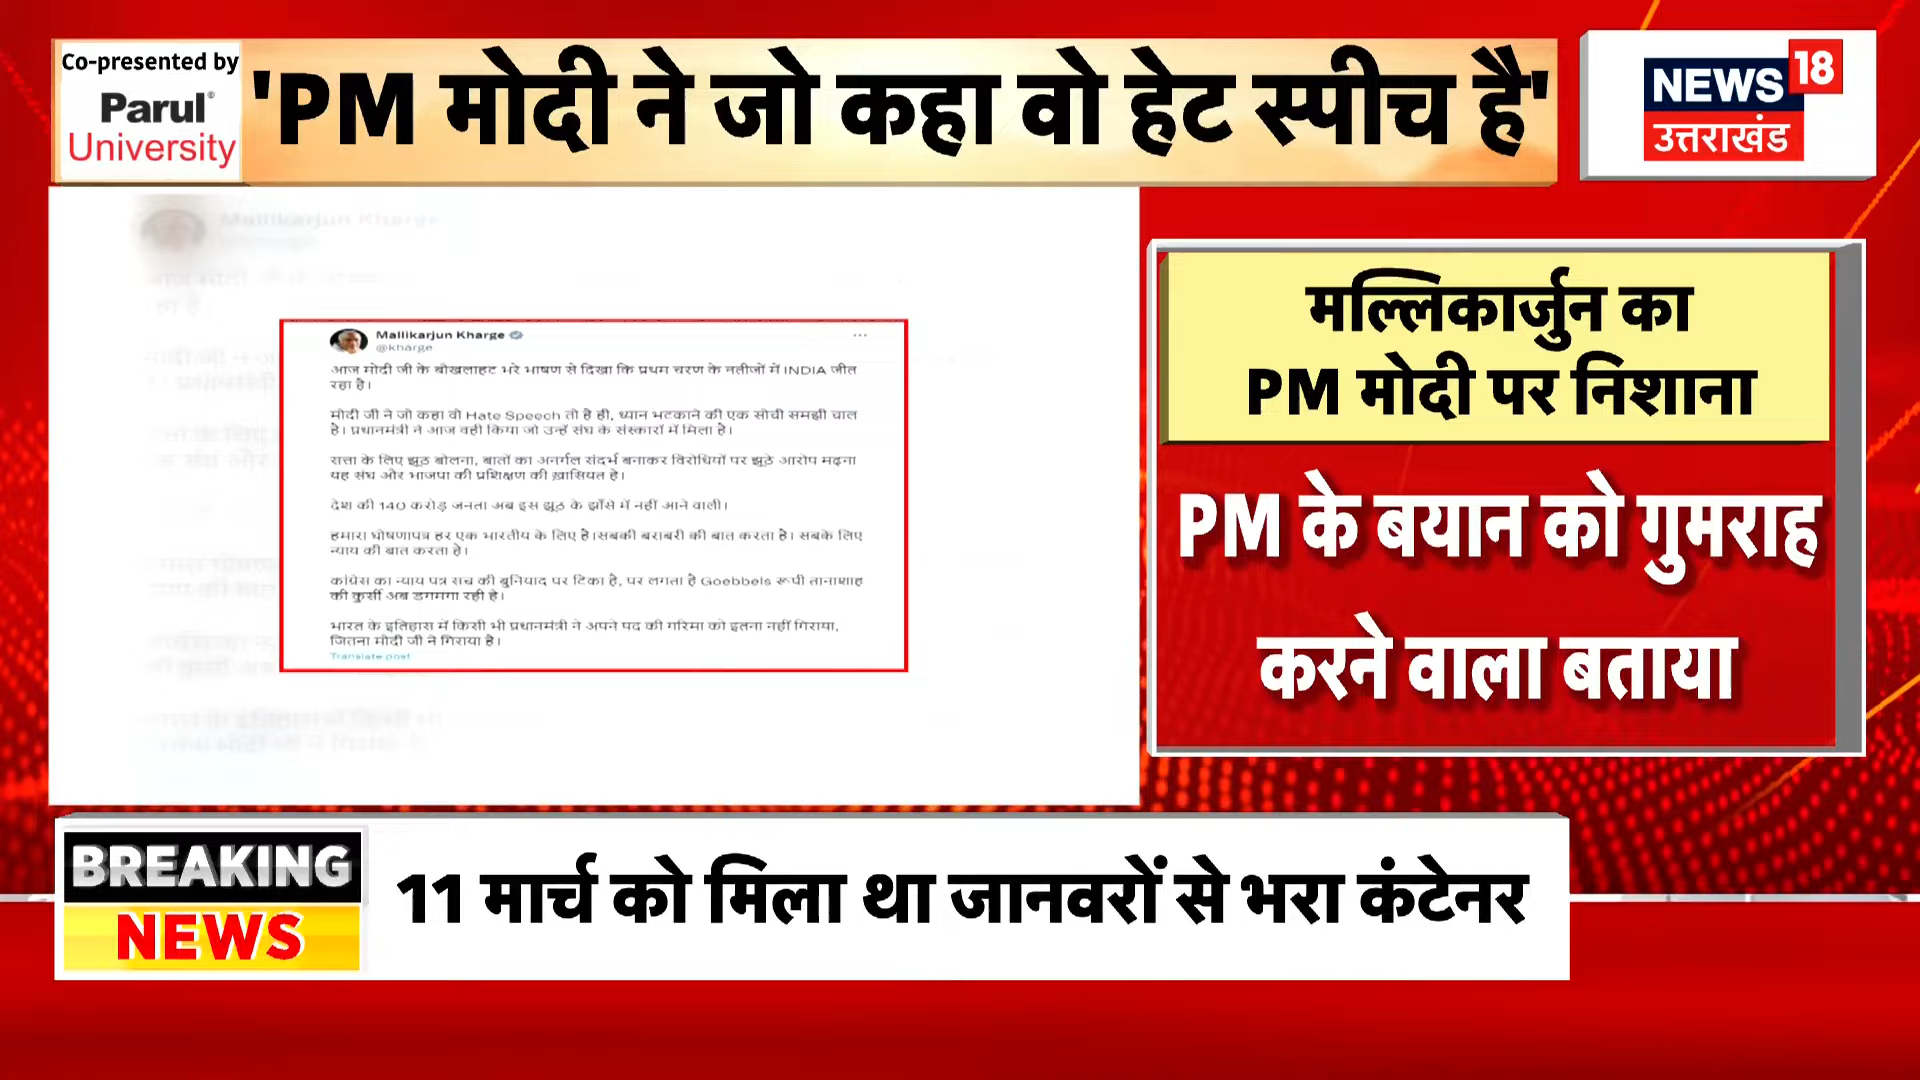 Co-presented by
Parul®
University
'PM मोदी ने जो कहा वो हेट स्पीच है'
NEWS 18
उत्तराखंड
Mallikarjun Kharge
@kharge
आज मोदी जी के बौखलाहट भरे भाषण से दिखा कि प्रथम चरण के नतीजों में INDIA जीत
रहा है।
मोदी जी ने जो कहा वो Hate Speech तो है ही, ध्यान भटकाने की एक सोची समझी चाल
है। प्रधानमंत्री ने आज वही किया जो उन्हें संघ के संस्कारों में मिला है।
सत्ता के लिए झूठ बोलना, बातों का अनर्गल संदर्भ बनाकर विरोधियों पर झूठे आरोप मढ़ना
यह संघ और भाजपा की प्रशिक्षण की ख़ासियत है।
देश की 140 करोड़ जनता अब इस झूठ के झाँसे में नहीं आने वाली।
हमारा घोषणापत्र हर एक भारतीय के लिए है।सबकी बराबरी की बात करता है। सबके लिए
न्याय की बात करता है।
कांग्रेस का न्याय पत्र सच की बुनियाद पर टिका है, पर लगता है Goebbels रूपी तानाशाह
की कुर्सी अब डगमगा रही है।
भारत के इतिहास में किसी भी प्रधानमंत्री ने अपने पद की गरिमा को इतना नहीं गिराया,
जितना मोदी जी ने गिराया है।
Translate post
मल्लिकार्जुन का
PM मोदी पर निशाना
PM के बयान को गुमराह
करने वाला बताया
BREAKING
NEWS
11 मार्च को मिला था जानवरों से भरा कंटेनर